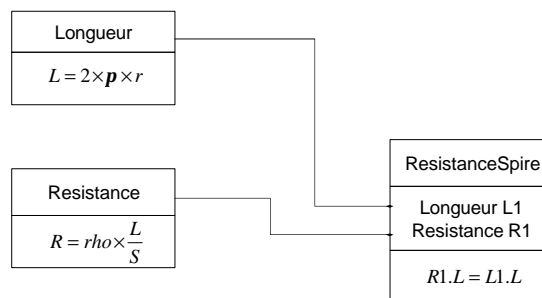 Longueur
L = 2 × p × r
Resistance
R = rho × L/S
ResistanceSpire
Longueur L1
Resistance R1
R1.L = L1.L